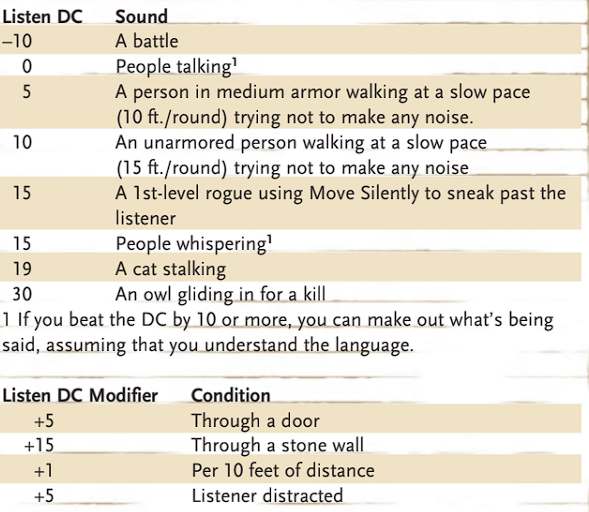 Listen DC Sound
–10 A battle
0 People talking¹
5 A person in medium armor walking at a slow pace
(10 ft./round) trying not to make any noise.
10 An unarmored person walking at a slow pace
(15 ft./round) trying not to make any noise
15 A 1st-level rogue using Move Silently to sneak past the
listener
15 People whispering¹
19 A cat stalking
30 An owl gliding in for a kill
1 If you beat the DC by 10 or more, you can make out what’s being
said, assuming that you understand the language.
Listen DC Modifier Condition
+5 Through a door
+15 Through a stone wall
+1 Per 10 feet of distance
+5 Listener distracted